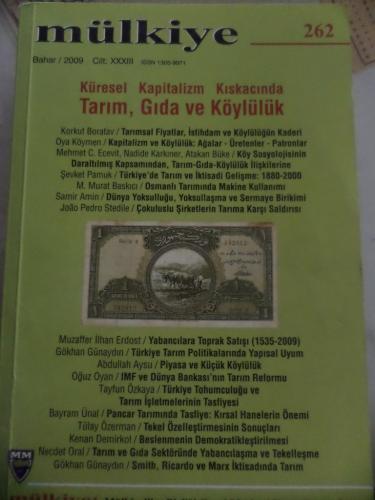 mülkiye
262
Bahar / 2009 Cilt: XXXIII ISSN 1305-9971
Küresel Kapitalizm Kıskacında
Tarım, Gıda ve Köylülük
Korkut Boratav / Tarımsal Fiyatlar, İstihdam ve Köylülüğün Kaderi
Oya Köymen / Kapitalizm ve Köylülük: Ağalar - Üretenler - Patronlar
Mehmet C. Ecevit, Nadide Karkıner, Atakan Büke / Köy Sosyolojisinin
Daraltılmış Kapsamından, Tarım-Gıda-Köylülük İlişkilerine
Şevket Pamuk / Türkiye'de Tarım ve İktisadi Gelişme: 1880-2000
M. Murat Baskıcı / Osmanlı Tarımında Makine Kullanımı
Samir Amin / Dünya Yoksulluğu, Yoksullaşma ve Sermaye Birikimi
João Pedro Stedile / Çokuluslu Şirketlerin Tarıma Karşı Saldırısı
Muzaffer İlhan Erdost / Yabancılara Toprak Satışı (1535-2009)
Gökhan Günaydın / Türkiye Tarım Politikalarında Yapısal Uyum
Abdullah Aysu / Piyasa ve Küçük Köylülük
Oğuz Oyan / IMF ve Dünya Bankası'nın Tarım Reformu
Tayfun Özkaya / Türkiye Tohumculuğu ve
Tarım İşletmelerinin Tasfiyesi
Bayram Ünal / Pancar Tarımında Tasfiye: Kırsal Hanelerin Önemi
Tülay Özerman / Tekel Özelleştirmesinin Sonuçları
Kenan Demirkol / Beslenmenin Demokratikleştirilmesi
Necdet Oral / Tarım ve Gıda Sektöründe Yabancılaşma ve Tekelleşme
Gökhan Günaydın / Smith, Ricardo ve Marx İktisadında Tarım
MM